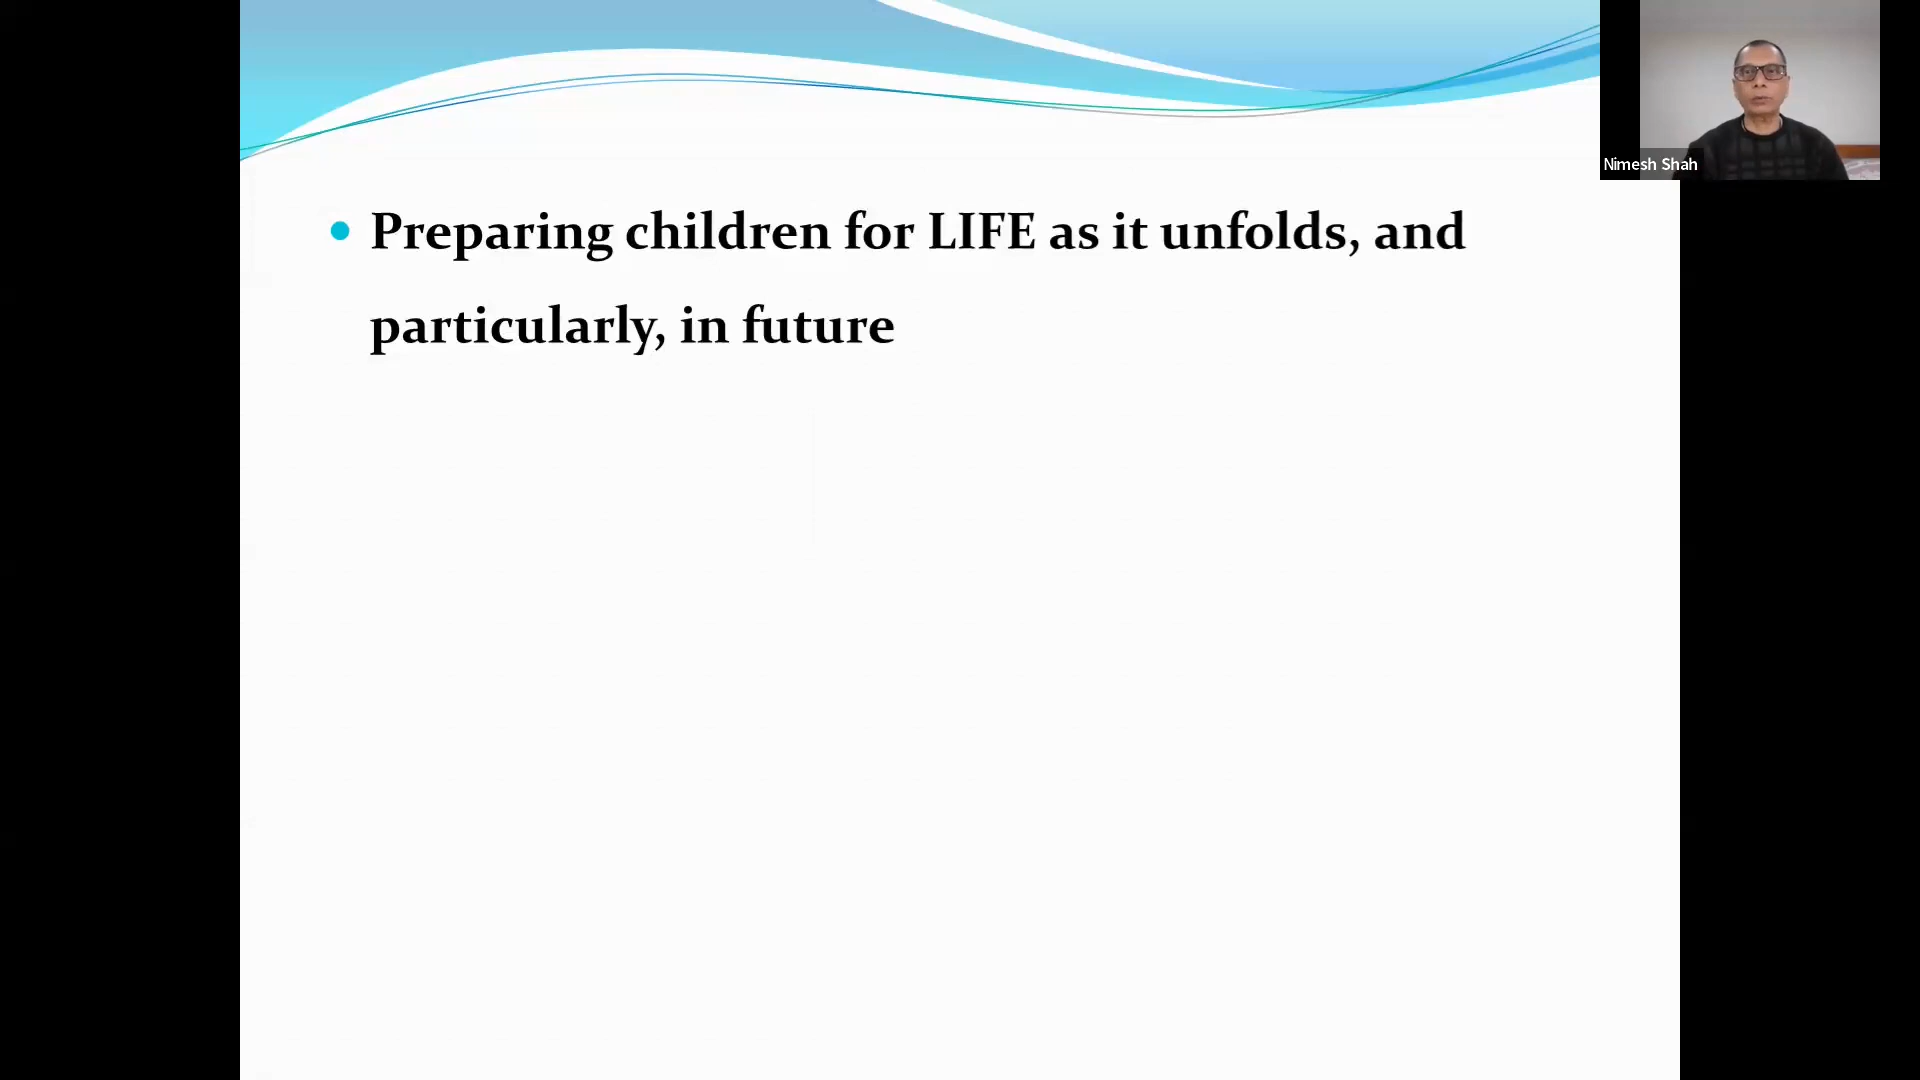 Preparing children for LIFE as it unfolds, and
particularly, in future
Nimesh Shah